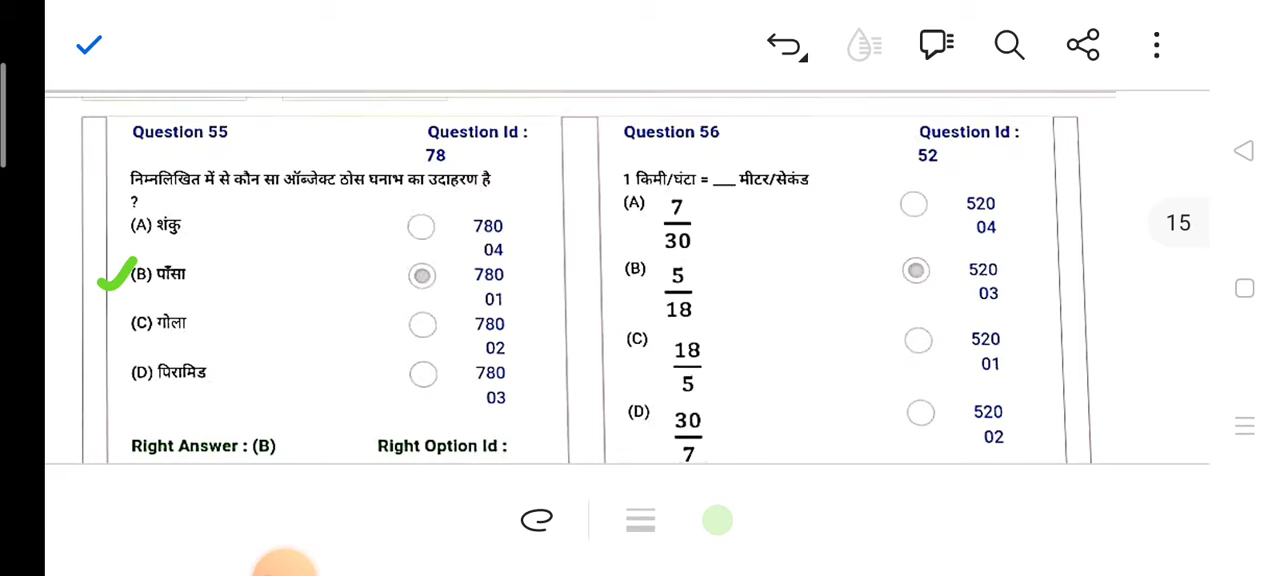 Question 55
Question Id :
78
निम्नलिखित में से कौन सा ऑब्जेक्ट ठोस घनाभ का उदाहरण है
?
(A) शंकु
780
04
(B) पाँसा
780
01
(C) गोला
780
02
(D) पिरामिड
780
03
Right Answer : (B)
Right Option Id :
Question 56
Question Id :
52
1 किमी/घंटा = ___ मीटर/सेकंड
(A) 7
30
520
04
(B) 5
18
520
03
(C) 18
5
520
01
(D) 30
7
520
02
15